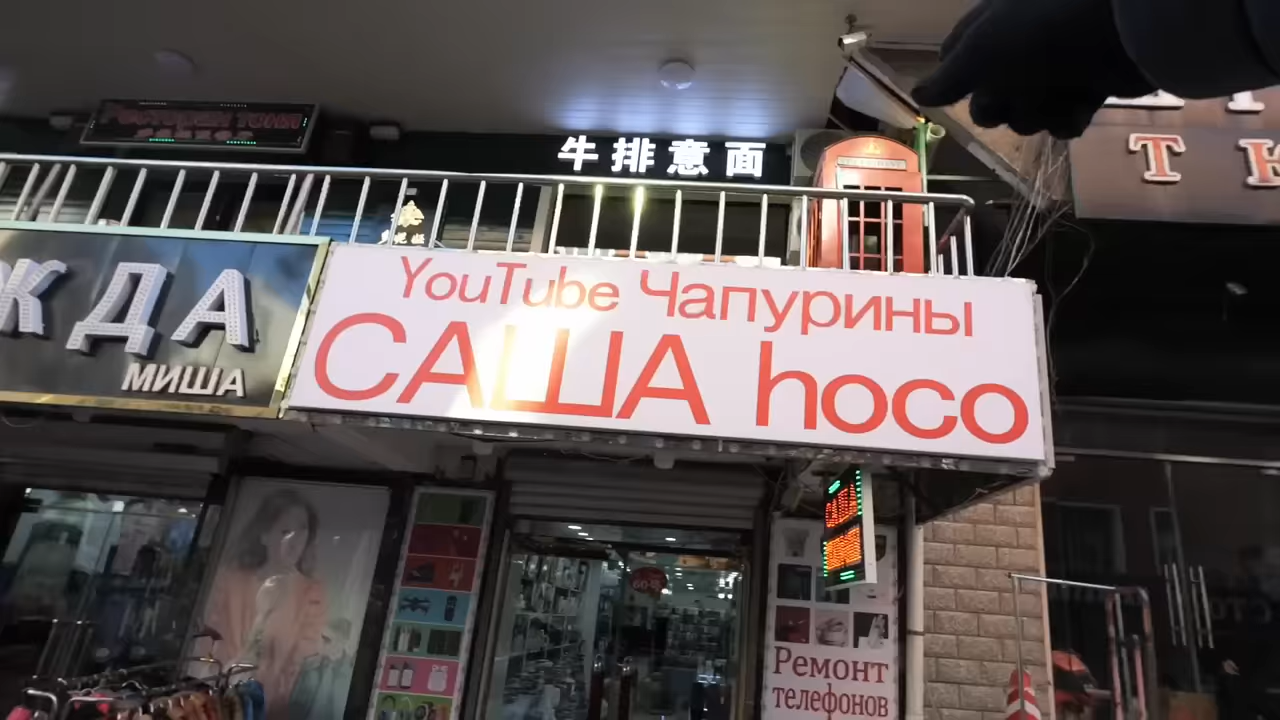 牛排意面
YouTube Чапурины
САША hoco
ЖДА
МИША
Т К
Ремонт
телефонов